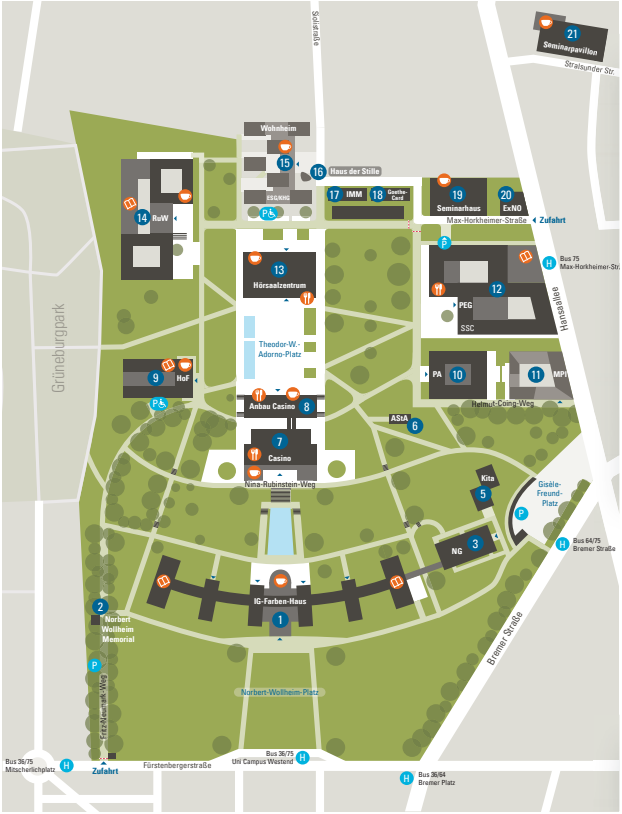 Siolistraße
21
Seminarpavillon
Stralsunder Str.
Wohnheim
15
16
Haus der Stille
ESG/KHG
P
17
IMM
18
Goethe-
Card
19
Seminarhaus
20
ExNO
Max-Horkheimer-Straße
Zufahrt
14
RuW
P
H
Bus 75
Max-Horkheimer-Str.
13
Hörsaalzentrum
12
PEG
SSC
Hansaallee
Grüneburgpark
Theodor-W.-
Adorno-Platz
9
HoF
P
PA
10
11
MPI
Helmut-Coing-Weg
Anbau Casino
8
AStA
6
7
Casino
Nina-Rubinstein-Weg
Kita
5
Gisèle-
Freund-
Platz
P
3
NG
H
Bus 64/75
Bremer Straße
IG-Farben-Haus
1
2
Norbert
Wollheim
Memorial
P
Fritz-Neumark-Weg
Norbert-Wollheim-Platz
Bremer Straße
Bus 36/75
Mitscherlichplatz
H
Zufahrt
Fürstenbergerstraße
Bus 36/75
Uni Campus Westend
H
H
Bus 36/64
Bremer Platz